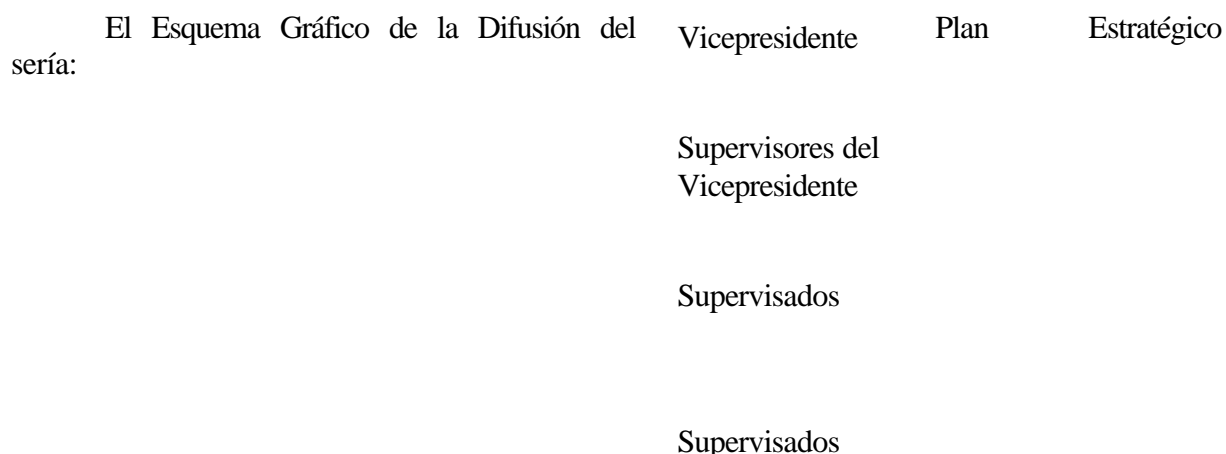 El Esquema Gráfico de la Difusión del Plan Estratégico
sería:
Vicepresidente
Supervisores del
Vicepresidente
Supervisados
Supervisados